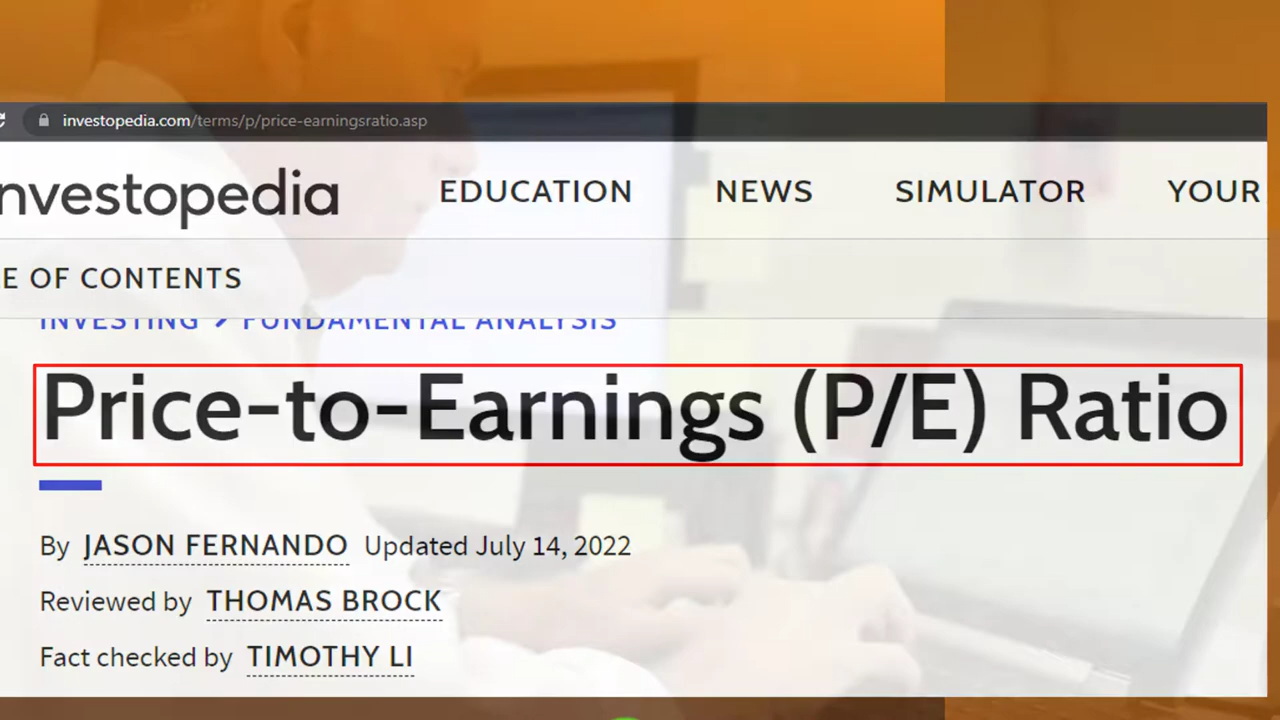 investopedia.com/terms/p/price-earningsratio.asp
nvestopedia EDUCATION NEWS SIMULATOR YOUR
E OF CONTENTS
INVESTING > FUNDAMENTAL ANALYSIS
Price-to-Earnings (P/E) Ratio
By JASON FERNANDO Updated July 14, 2022
Reviewed by THOMAS BROCK
Fact checked by TIMOTHY LI